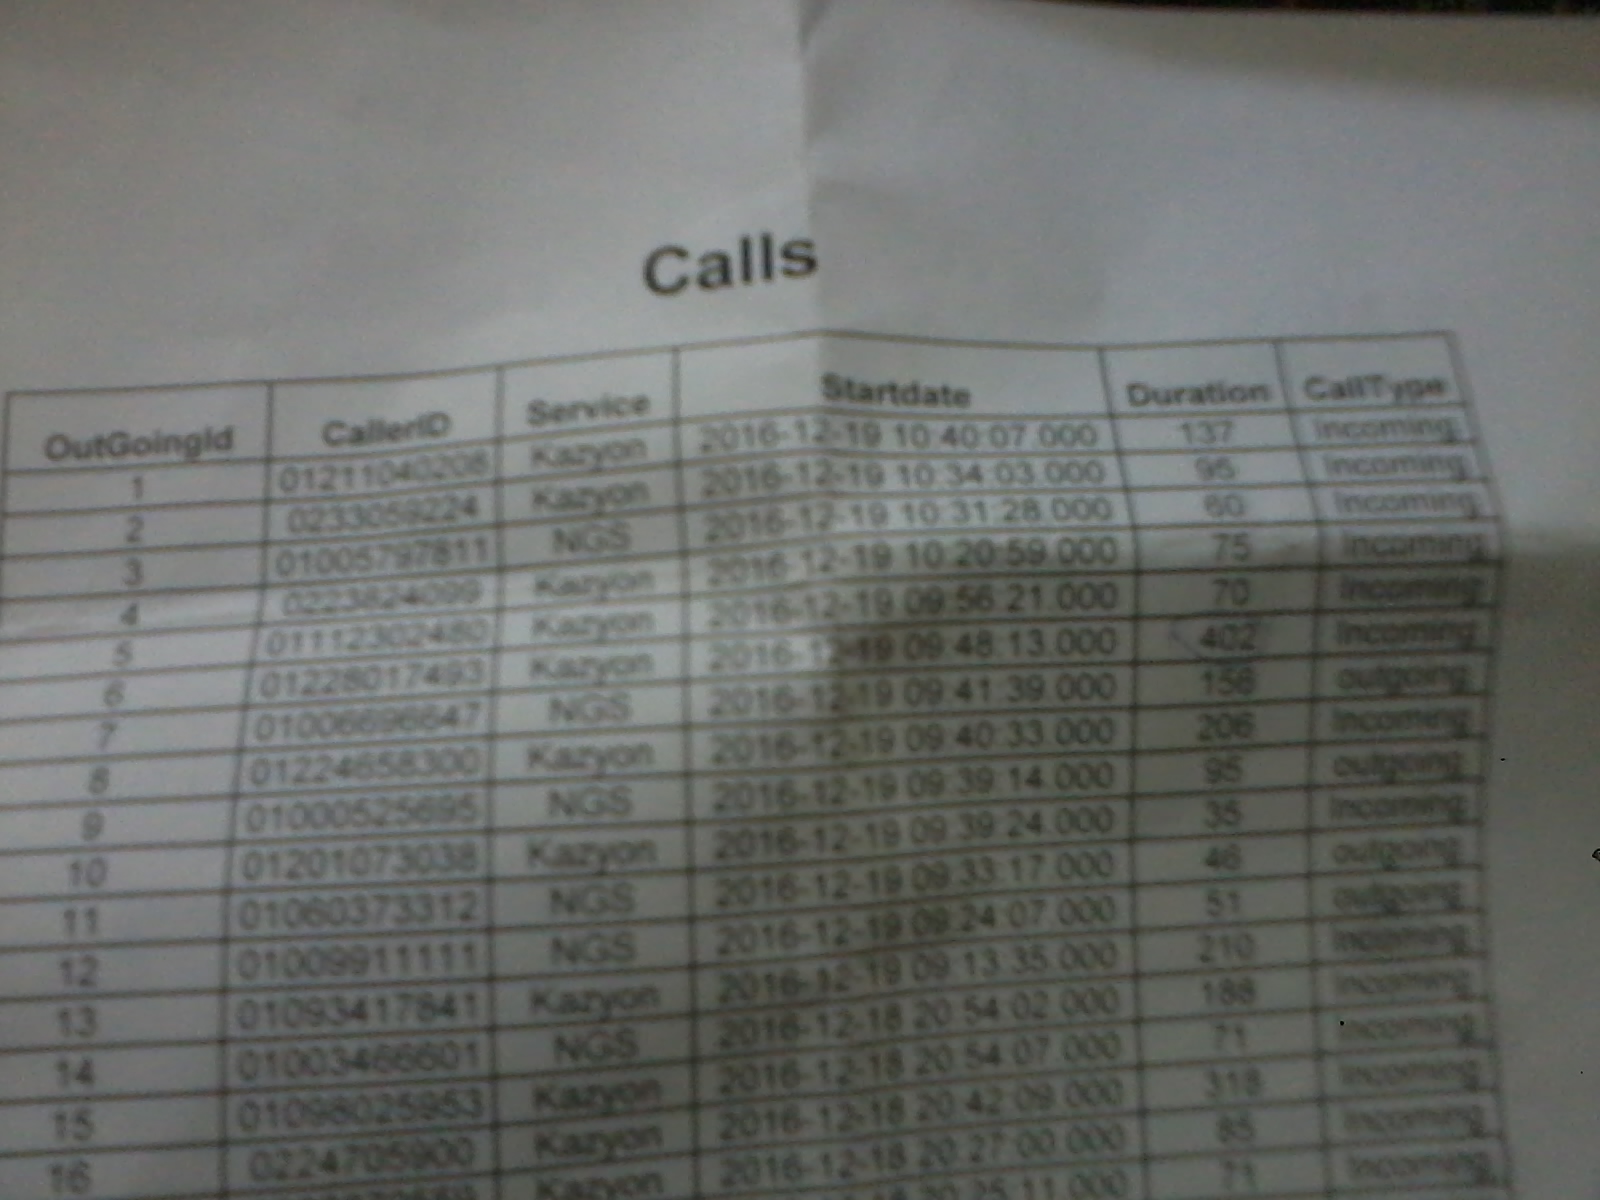 Calls
OutGoingId CallerID Service Startdate Duration CallType
1 01211040208 Kazyon 2016-12-19 10:40:07.000 137 incoming
2 0233059224 Kazyon 2016-12-19 10:34:03.000 95 incoming
3 01005797811 NGS 2016-12-19 10:31:28.000 60 incoming
4 0223824099 Kazyon 2016-12-19 10:20:59.000 75 incoming
5 01112302480 Kazyon 2016-12-19 09:56:21.000 70 incoming
6 01228017493 Kazyon 2016-12-19 09:48:13.000 402 incoming
7 01006696647 NGS 2016-12-19 09:41:39.000 156 outgoing
8 01224658300 Kazyon 2016-12-19 09:40:33.000 206 incoming
9 01000525695 NGS 2016-12-19 09:39:14.000 95 outgoing
10 01201073038 Kazyon 2016-12-19 09:39:24.000 35 incoming
11 01060373312 NGS 2016-12-19 09:33:17.000 46 outgoing
12 01009911111 NGS 2016-12-19 09:24:07.000 51 outgoing
13 01093417841 Kazyon 2016-12-19 09:13:35.000 210 incoming
14 01003466601 NGS 2016-12-18 20:54:02.000 188 incoming
15 01098025953 Kazyon 2016-12-18 20:54:07.000 71 incoming
16 0224705900 Kazyon 2016-12-18 20:42:09.000 318 incoming
Kazyon 2016-12-18 20:27:00.000 85 incoming
20:25:11.000 71 incoming